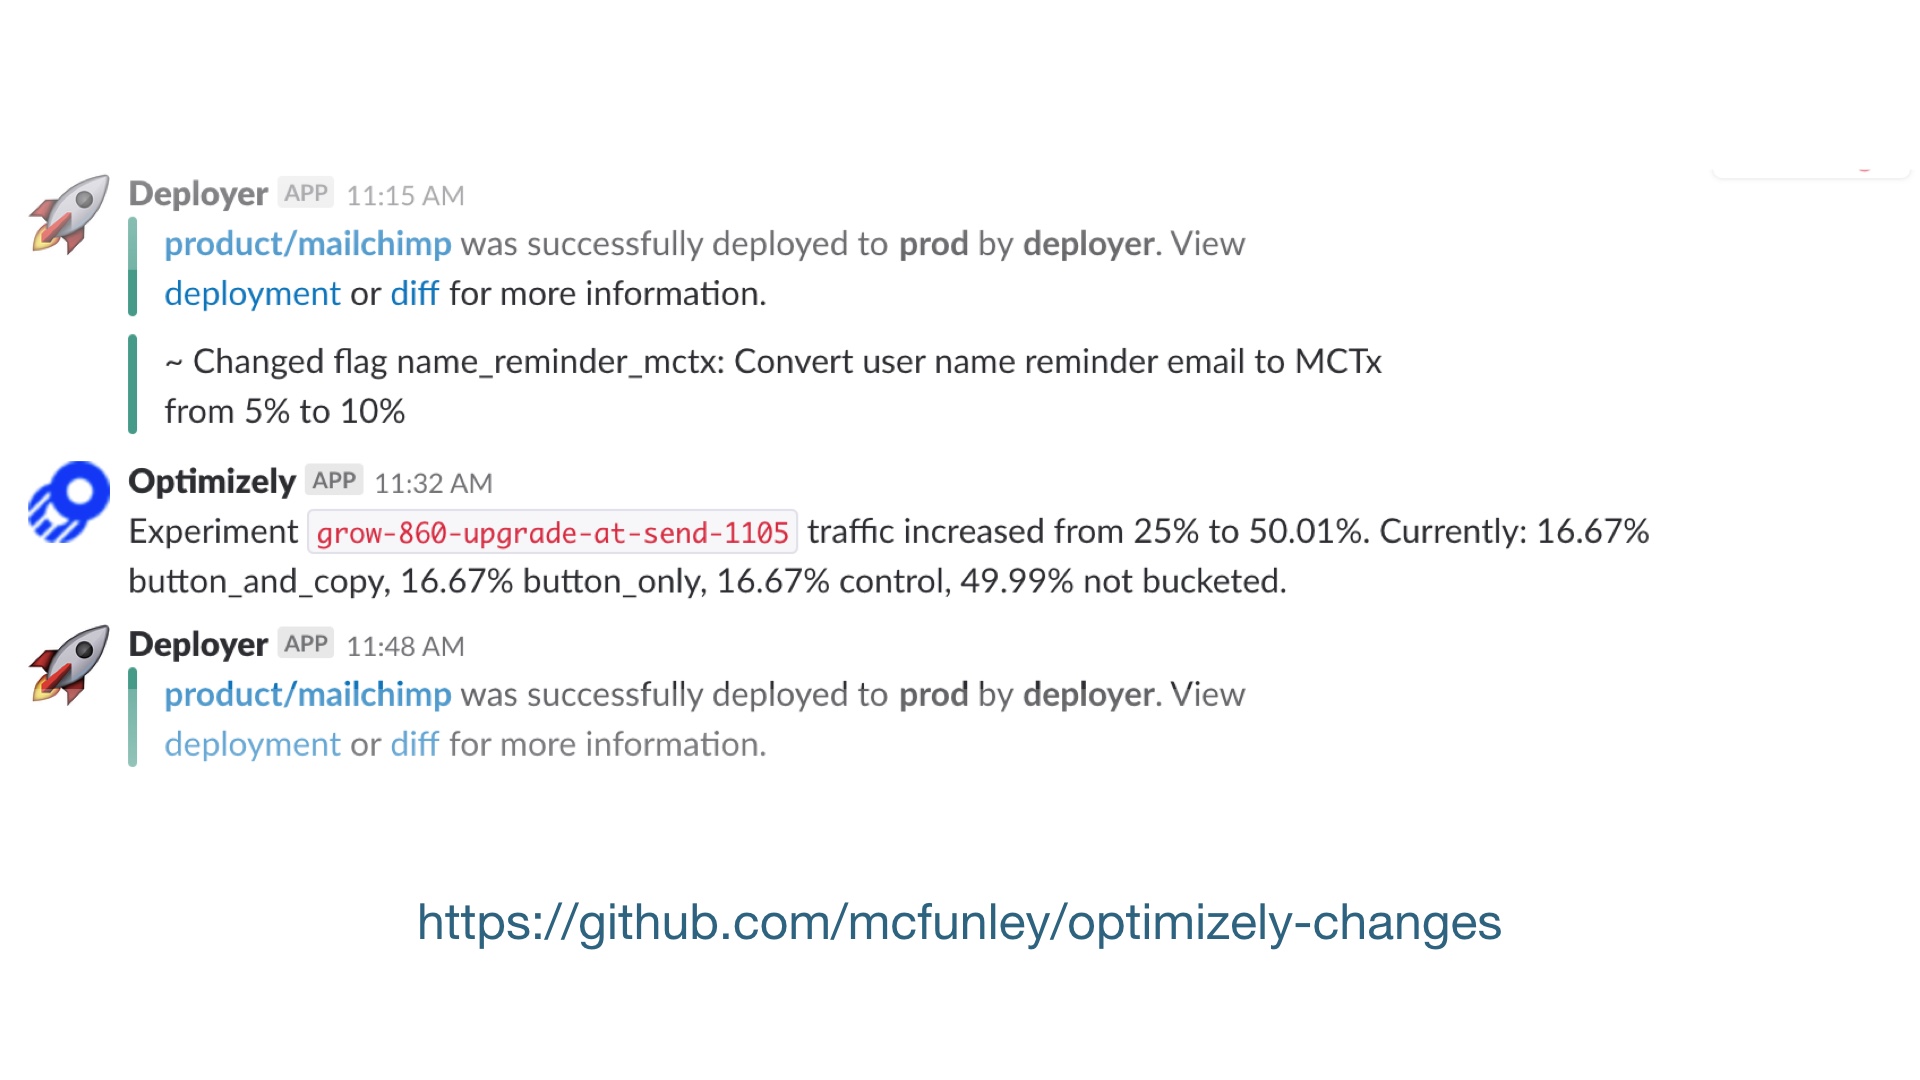 Deployer APP 11:15 AM
product/mailchimp was successfully deployed to prod by deployer. View
deployment or diff for more information.
~ Changed flag name_reminder_mctx: Convert user name reminder email to MCTx
from 5% to 10%
Optimizely APP 11:32 AM
Experiment grow-860-upgrade-at-send-1105 traffic increased from 25% to 50.01%. Currently: 16.67%
button_and_copy, 16.67% button_only, 16.67% control, 49.99% not bucketed.
Deployer APP 11:48 AM
product/mailchimp was successfully deployed to prod by deployer. View
deployment or diff for more information.
https://github.com/mcfunley/optimizely-changes